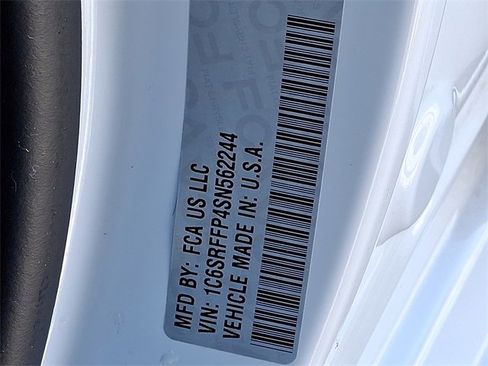 MFD BY: FCA US LLC
VIN: 1C6SRFFP4SN562244
VEHICLE MADE IN: U.S.A.